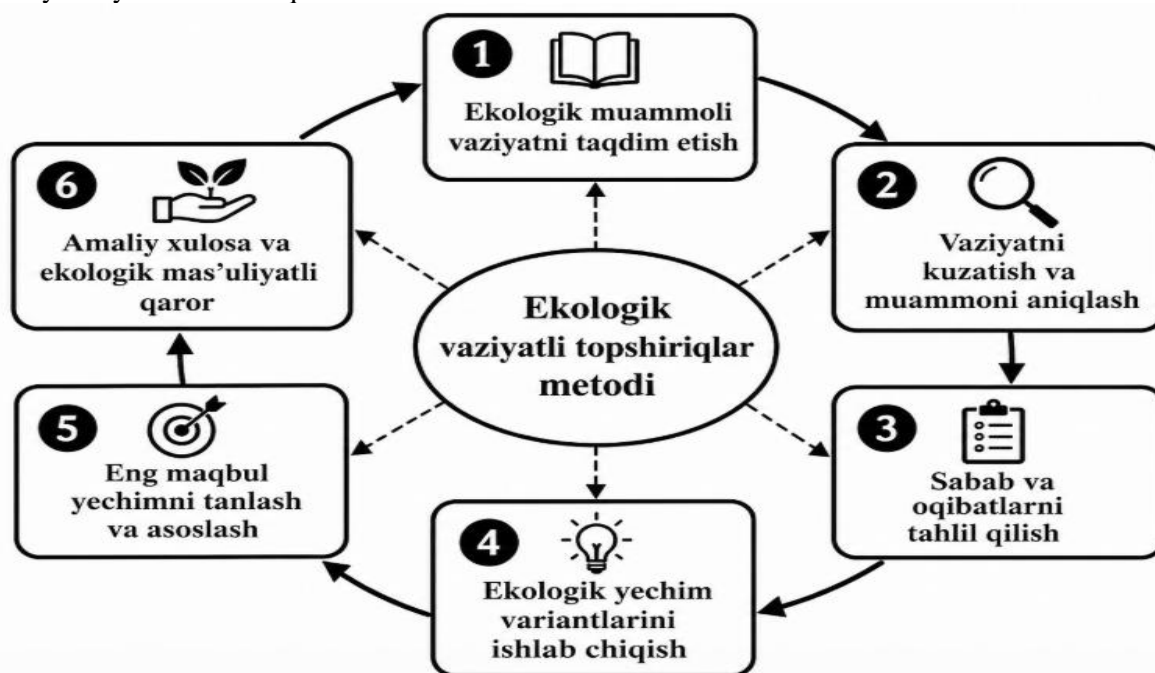 1
Ekologik muammoli
vaziyatni taqdim etish
2
Vaziyatni
kuzatish va
muammoni aniqlash
3
Sabab va
oqibatlarni
tahlil qilish
4
Ekologik yechim
variantlarini
ishlab chiqish
5
Eng maqbul
yechimni tanlash
va asoslash
6
Amaliy xulosa va
ekologik mas’uliyatli
qaror
Ekologik
vaziyatli topshiriqlar
metodi